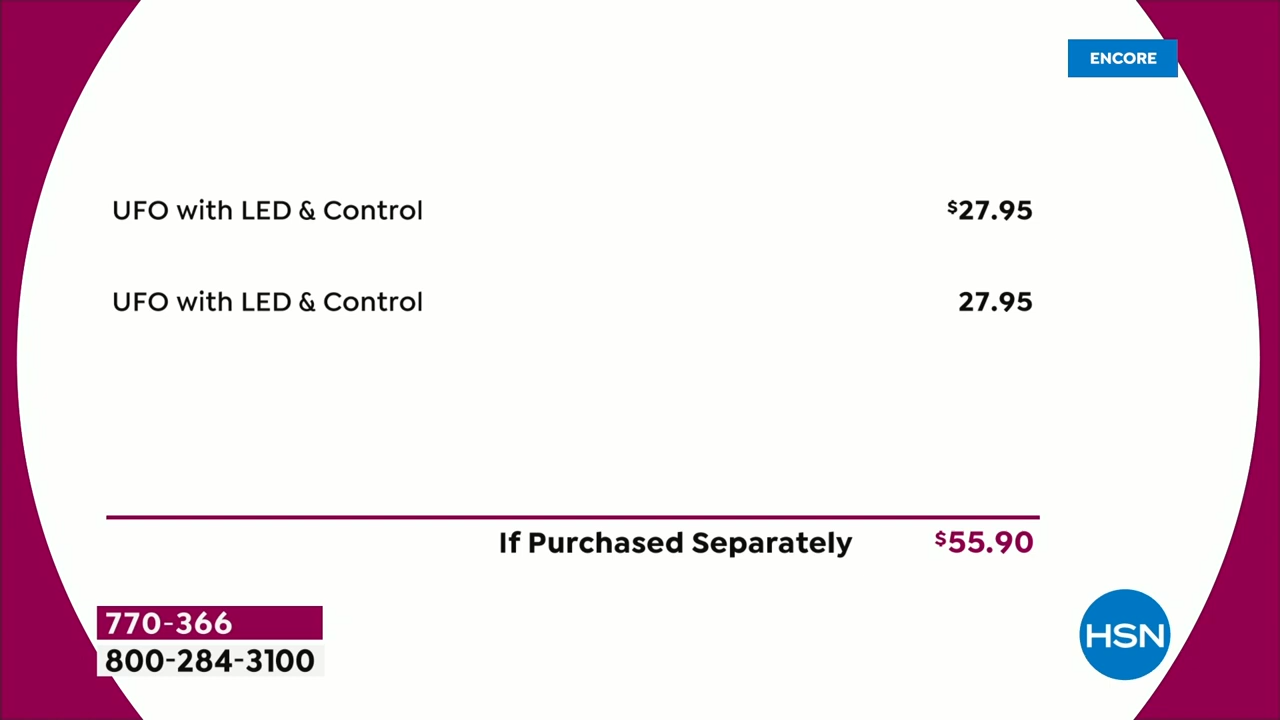 ENCORE
UFO with LED & Control $27.95
UFO with LED & Control 27.95
If Purchased Separately $55.90
770-366
800-284-3100
HSN